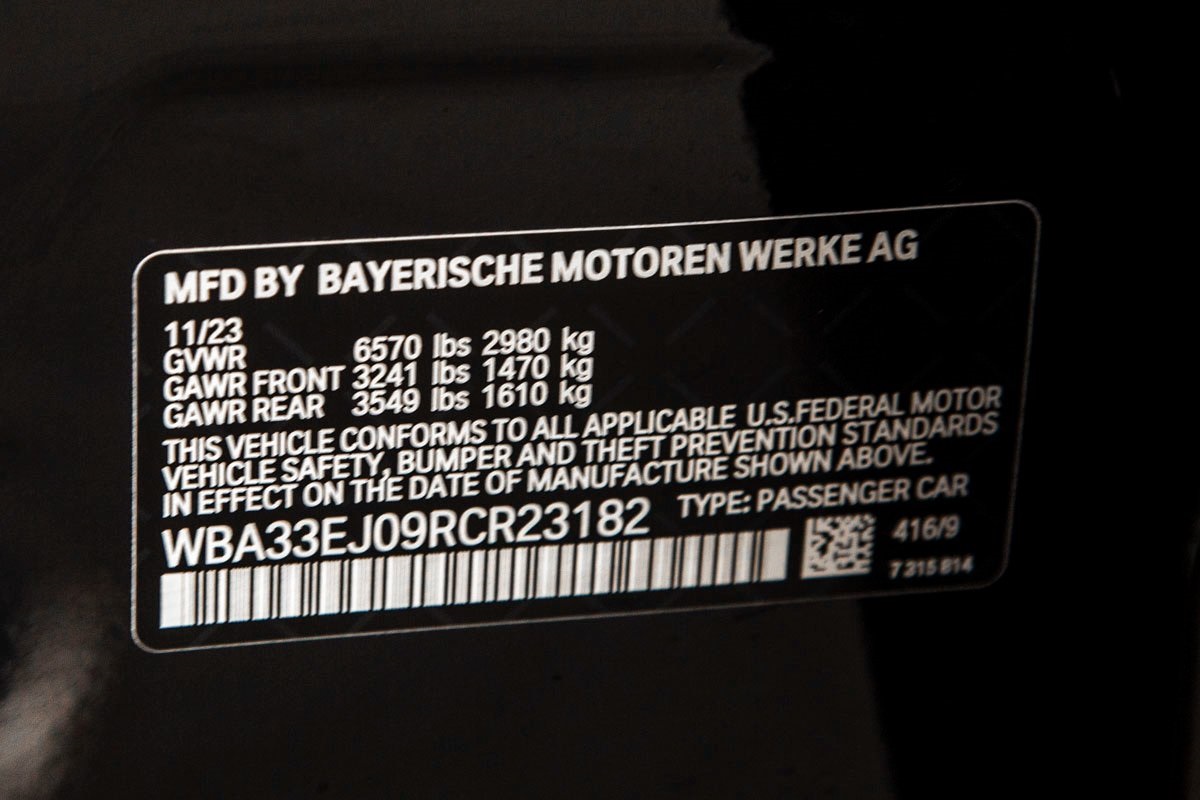 MFD BY BAYERISCHE MOTOREN WERKE AG
11/23
GVWR 6570 lbs 2980 kg
GAWR FRONT 3241 lbs 1470 kg
GAWR REAR 3549 lbs 1610 kg
THIS VEHICLE CONFORMS TO ALL APPLICABLE U.S.FEDERAL MOTOR
VEHICLE SAFETY, BUMPER AND THEFT PREVENTION STANDARDS
IN EFFECT ON THE DATE OF MANUFACTURE SHOWN ABOVE.
WBA33EJ09RCR23182 TYPE: PASSENGER CAR
416/9
7 315 814